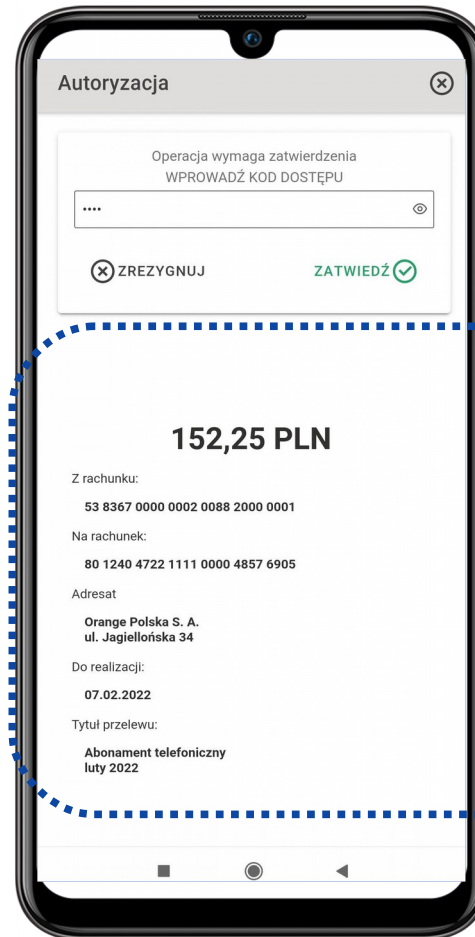 Autoryzacja
Operacja wymaga zatwierdzenia
WPROWADŹ KOD DOSTĘPU
••••
ZREZYGNUJ
ZATWIEDŹ
152,25 PLN
Z rachunku:
53 8367 0000 0002 0088 2000 0001
Na rachunek:
80 1240 4722 1111 0000 4857 6905
Adresat
Orange Polska S. A.
ul. Jagiellońska 34
Do realizacji:
07.02.2022
Tytuł przelewu:
Abonament telefoniczny
luty 2022